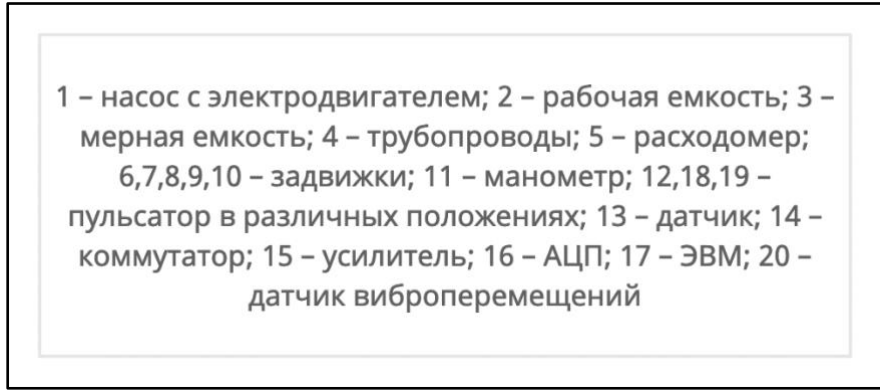 1 – насос с электродвигателем; 2 – рабочая емкость; 3 –
мерная емкость; 4 – трубопроводы; 5 – расходомер;
6,7,8,9,10 – задвижки; 11 – манометр; 12,18,19 –
пульсатор в различных положениях; 13 – датчик; 14 –
коммутатор; 15 – усилитель; 16 – АЦП; 17 – ЭВМ; 20 –
датчик виброперемещений